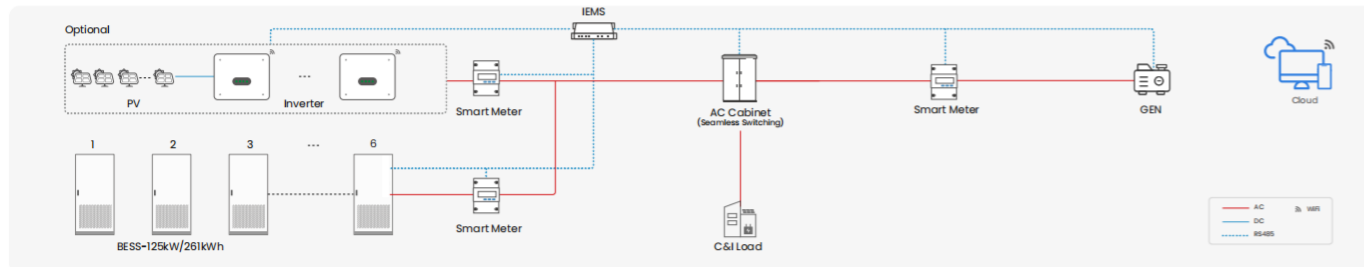 IEMS
Optional
PV
Inverter
Smart Meter
AC Cabinet
(Seamless Switching)
Smart Meter
GEN
Cloud
1 2 3 ... 6
Smart Meter
BESS-125kW/261kWh
C&I Load
AC
WiFi
DC
RS485